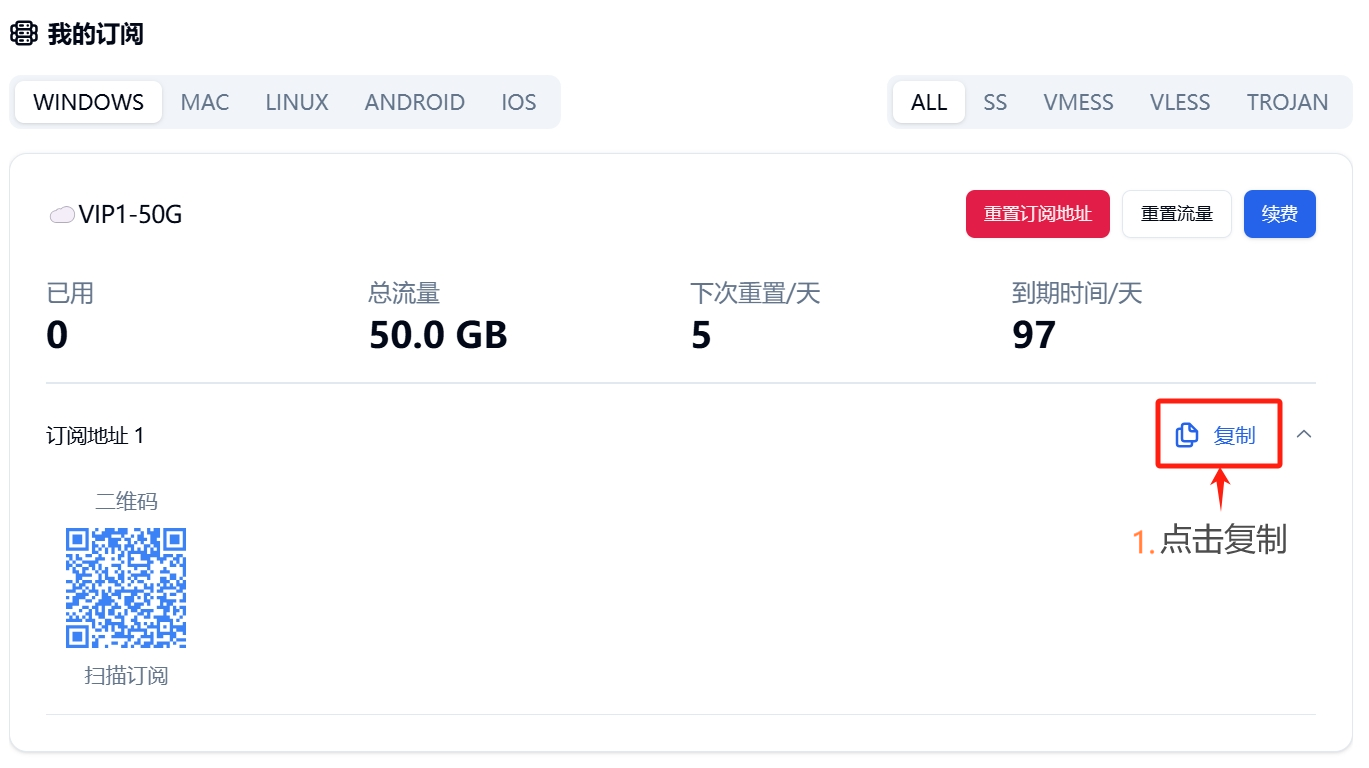 我的订阅
WINDOWS MAC LINUX ANDROID IOS ALL SS VMESS VLESS TROJAN
VIP1-50G 重置订阅地址 重置流量 续费
已用 总流量 下次重置/天 到期时间/天
0 50.0 GB 5 97
订阅地址 1 复制
二维码
1.点击复制
扫描订阅